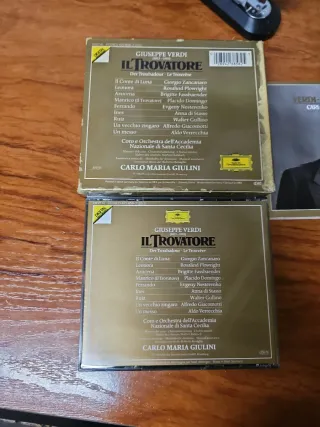 GIUSEPPE VERDI
IL TROVATORE
Der Troubadour · Le Trouvère
Il Conte di Luna Giorgio Zancanaro
Leonora Rosalind Plowright
Azucena Brigitte Fassbaender
Manrico (il Trovatore) Placido Domingo
Ferrando Evgeny Nesterenko
Ines Anna di Stasio
Ruiz Walter Gullino
Un vecchio zingaro Alfredo Giacomotti
Un messo Aldo Verrecchia
Coro e Orchestra dell'Accademia
Nazionale di Santa Cecilia
CARLO MARIA GIULINI
GIUSEPPE VERDI
IL TROVATORE
Der Troubadour · Le Trouvère
Il Conte di Luna Giorgio Zancanaro
Leonora Rosalind Plowright
Azucena Brigitte Fassbaender
Manrico (il Trovatore) Placido Domingo
Ferrando Evgeny Nesterenko
Ines Anna di Stasio
Ruiz Walter Gullino
Un vecchio zingaro Alfredo Giacomotti
Un messo Aldo Verrecchia
Coro e Orchestra dell'Accademia
Nazionale di Santa Cecilia
CARLO MARIA GIULINI